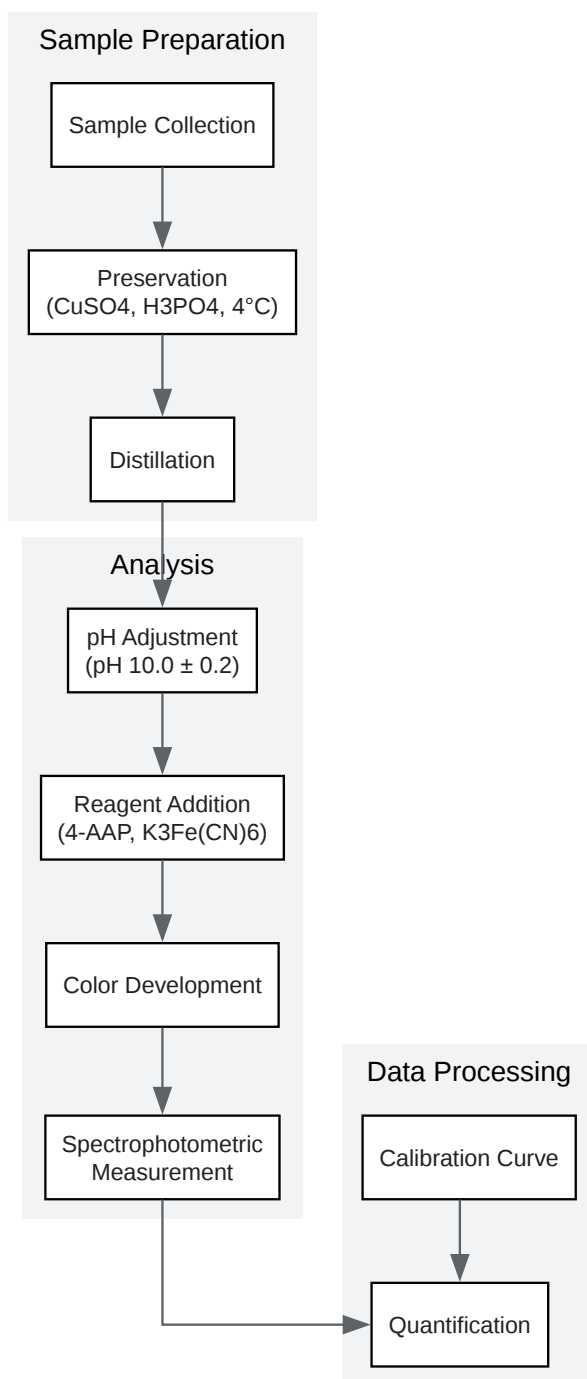 Sample Preparation
Sample Collection
Preservation
(CuSO4, H3PO4, 4°C)
Distillation
Analysis
pH Adjustment
(pH 10.0 ± 0.2)
Reagent Addition
(4-AAP, K3Fe(CN)6)
Color Development
Spectrophotometric
Measurement
Data Processing
Calibration Curve
Quantification